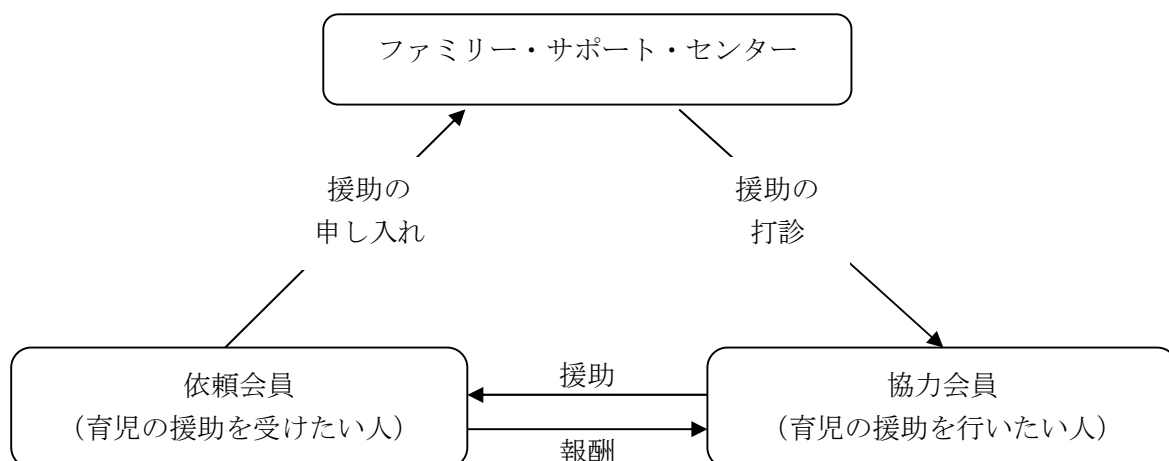 ファミリー・サポート・センター
援助の
申し入れ
援助の
打診
依頼会員
（育児の援助を受けたい人）
援助
報酬
協力会員
（育児の援助を行いたい人）